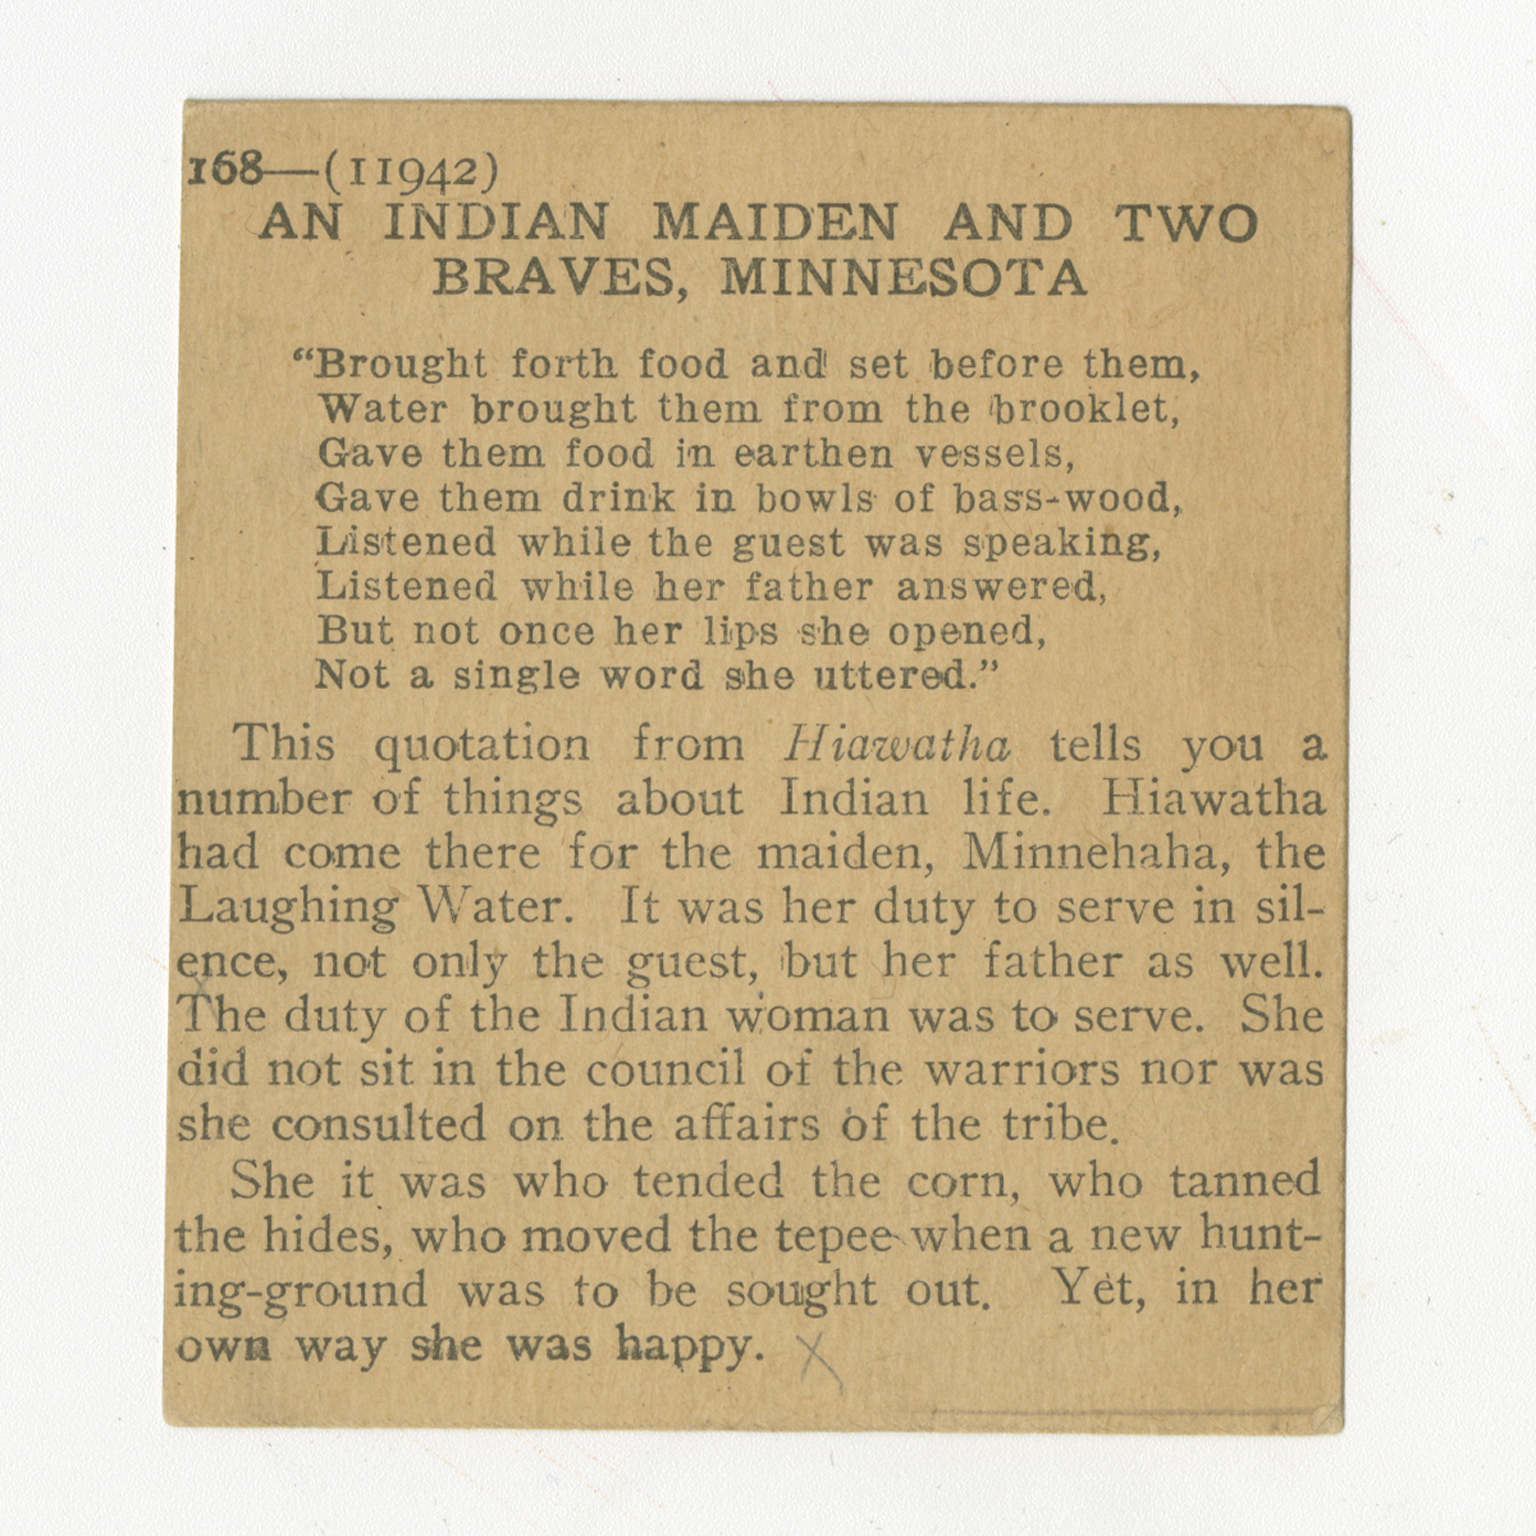 168—(11942)
AN INDIAN MAIDEN AND TWO
BRAVES, MINNESOTA
“Brought forth food and set before them,
Water brought them from the brooklet,
Gave them food in earthen vessels,
Gave them drink in bowls of bass-wood,
Listened while the guest was speaking,
Listened while her father answered,
But not once her lips she opened,
Not a single word she uttered.”
This quotation from Hiawatha tells you a
number of things about Indian life. Hiawatha
had come there for the maiden, Minnehaha, the
Laughing Water. It was her duty to serve in sil-
ence, not only the guest, but her father as well.
The duty of the Indian woman was to serve. She
did not sit in the council of the warriors nor was
she consulted on the affairs of the tribe.
She it was who tended the corn, who tanned
the hides, who moved the tepee when a new hunt-
ing-ground was to be sought out. Yet, in her
own way she was happy. X